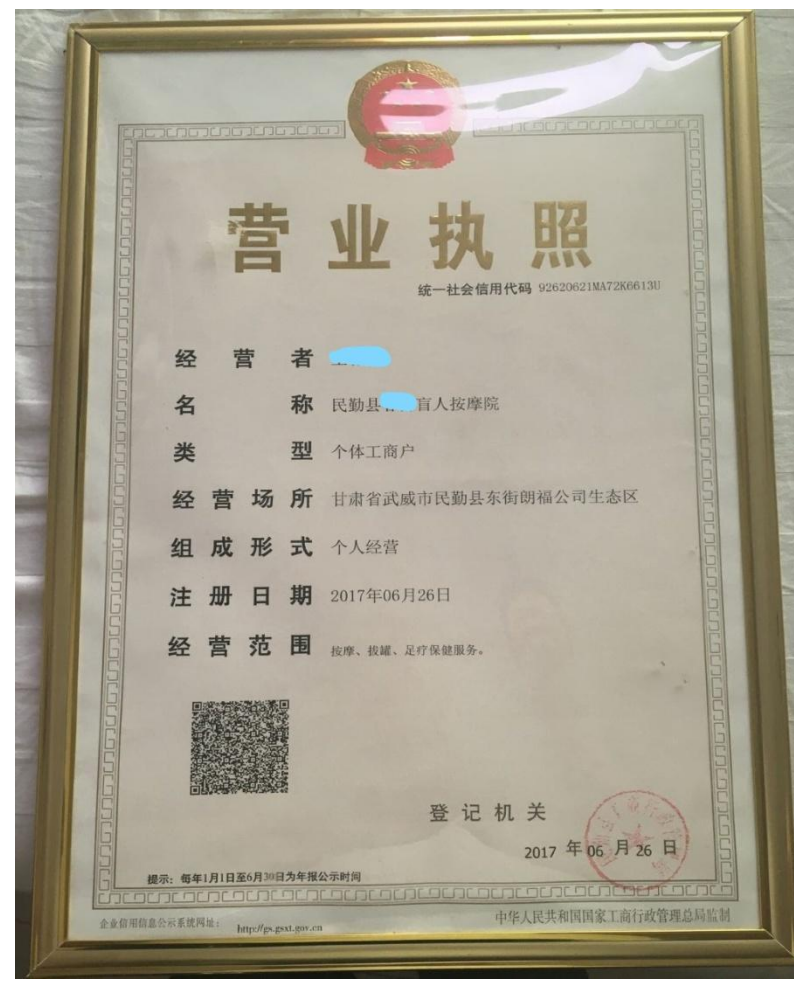 营业执照
统一社会信用代码 92620621MA72K6613U
经营者
名称 民勤县 盲人按摩院
类型 个体工商户
经营场所 甘肃省武威市民勤县东街朗福公司生态区
组成形式 个人经营
注册日期 2017年06月26日
经营范围 按摩、拔罐、足疗保健服务。
登记机关
2017 年 06 月 26 日
提示：每年1月1日至6月30日为年报公示时间
企业信用信息公示系统网址： http://gs.gsxt.gov.cn
中华人民共和国国家工商行政管理总局监制